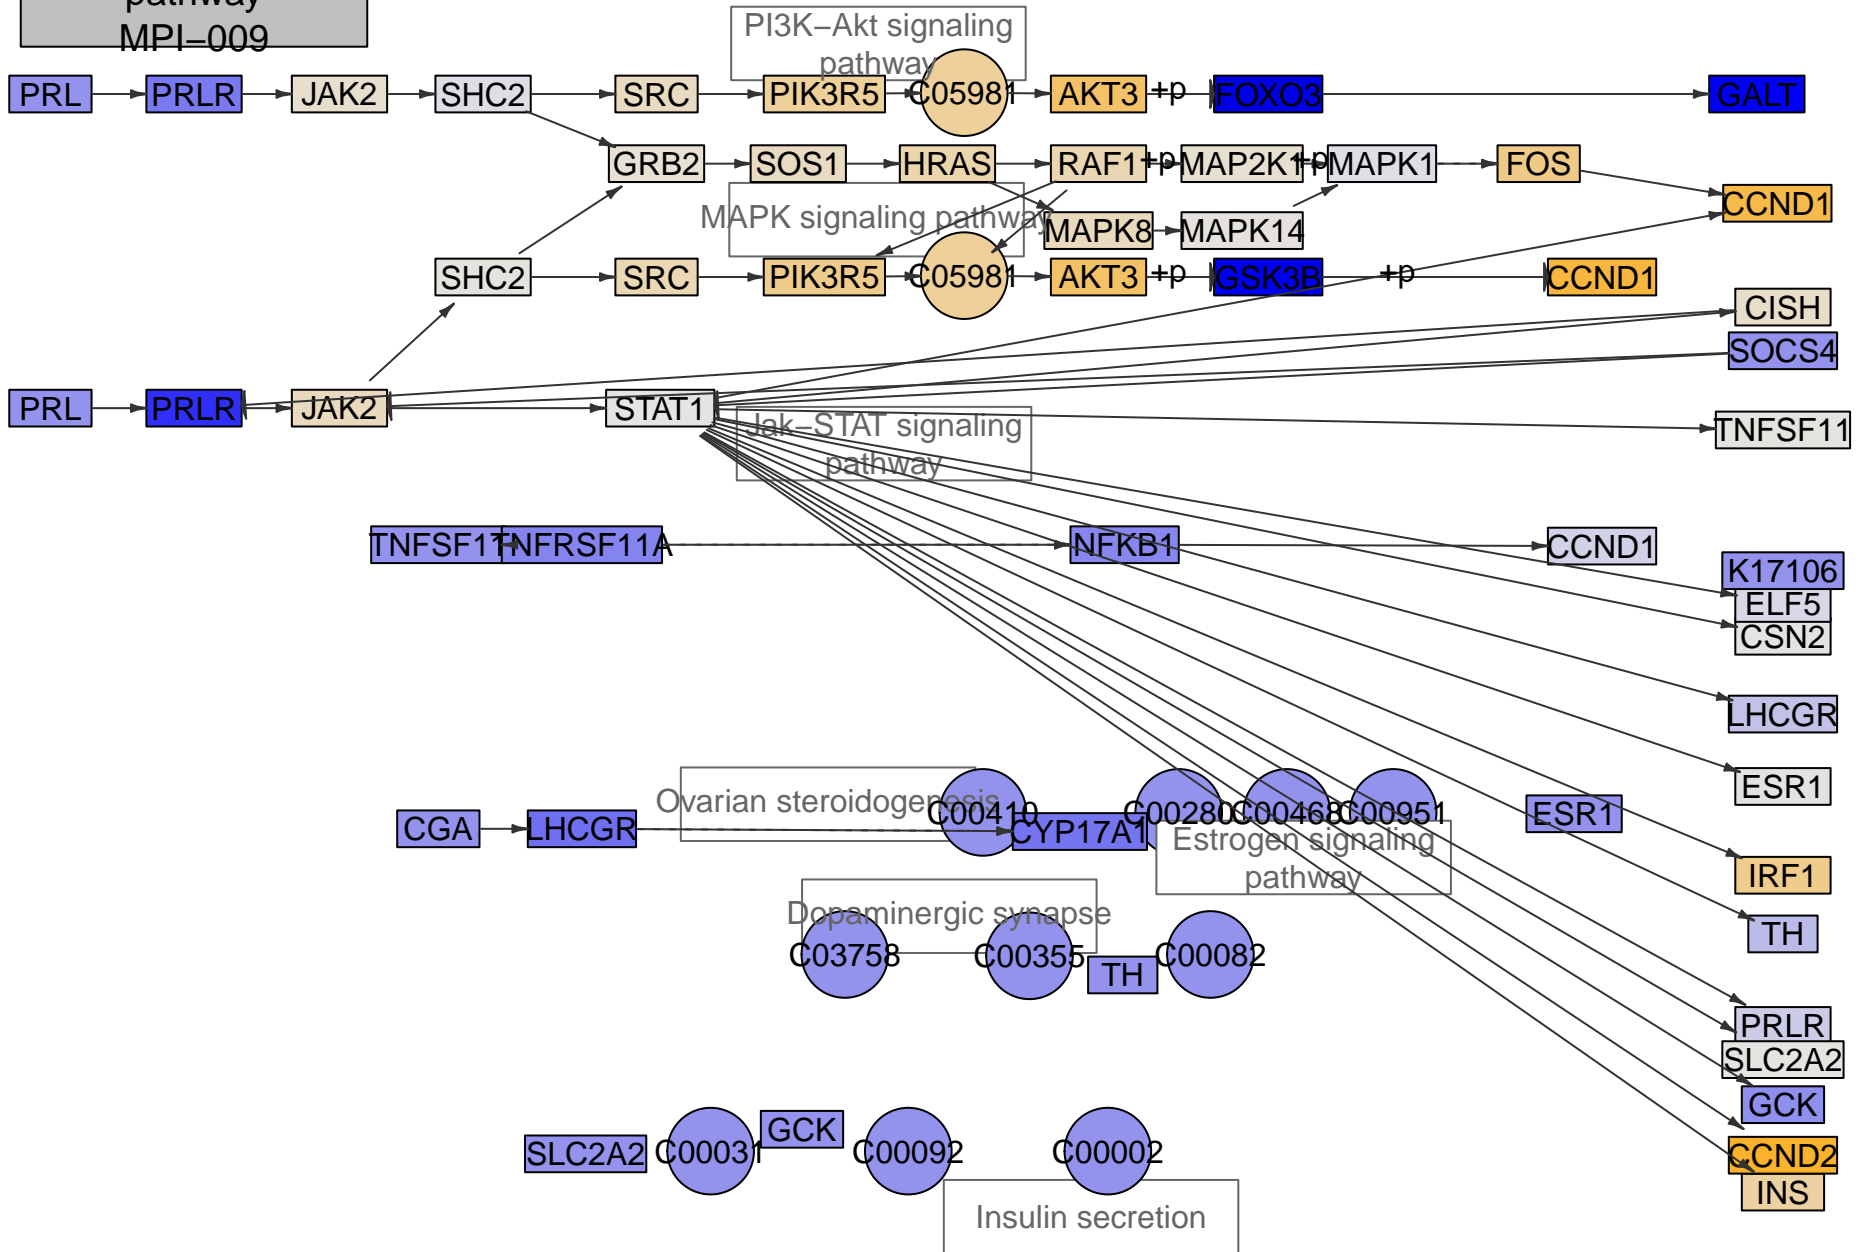 pathway
MPI−009
PI3K−Akt signaling
pathway
PRL
PRLR
JAK2
SHC2
SRC
PIK3R5
C05981
AKT3
+p
FOXO3
GALT
GRB2
SOS1
HRAS
RAF1
+p
MAP2K1
+p
MAPK1
FOS
CCND1
MAPK signaling pathway
MAPK8
MAPK14
SHC2
SRC
PIK3R5
C05981
AKT3
+p
GSK3B
+p
CCND1
CISH
SOCS4
PRL
PRLR
JAK2
STAT1
Jak−STAT signaling
pathway
TNFSF11
TNFSF11
TNFRSF11A
NFKB1
CCND1
K17106
ELF5
CSN2
LHCGR
ESR1
Ovarian steroidogenesis
C00410
C00280
C00468
C00951
ESR1
CGA
LHCGR
CYP17A1
Estrogen signaling
pathway
IRF1
Dopaminergic synapse
TH
C03758
C00355
TH
C00082
PRLR
SLC2A2
GCK
SLC2A2
C00031
GCK
C00092
C00002
CCND2
INS
Insulin secretion